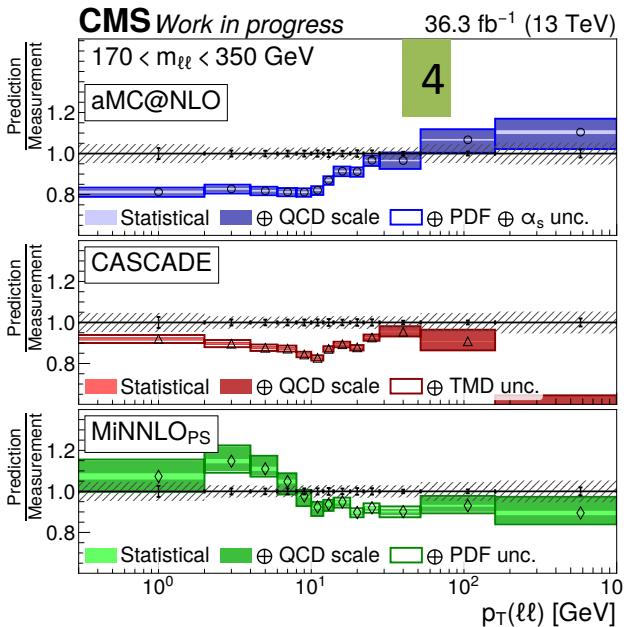 CMS Work in progress 36.3 fb⁻¹ (13 TeV)
170 < mℓℓ < 350 GeV
4
aMC@NLO
Prediction
Measurement
1.2
1.0
0.8
Statistical ⊕ QCD scale ⊕ PDF ⊕ αs unc.
CASCADE
Prediction
Measurement
1.2
1.0
0.8
Statistical ⊕ QCD scale ⊕ TMD unc.
MiNNLOPS
Prediction
Measurement
1.2
1.0
0.8
Statistical ⊕ QCD scale ⊕ PDF unc.
10⁰ 10¹ 10² 10
pT(ℓℓ) [GeV]